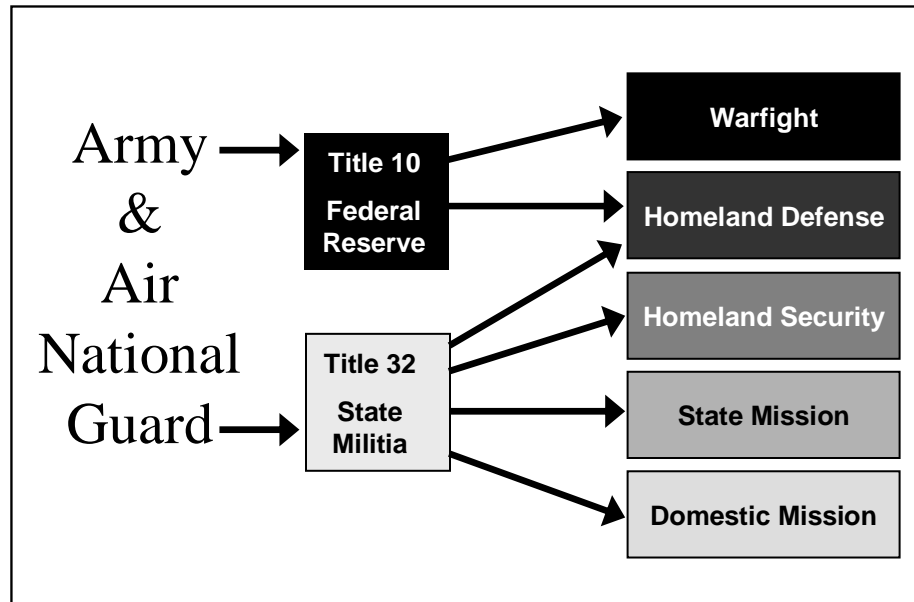 Army
&
Air
National
Guard
Title 10
Federal
Reserve
Title 32
State
Militia
Warfight
Homeland Defense
Homeland Security
State Mission
Domestic Mission